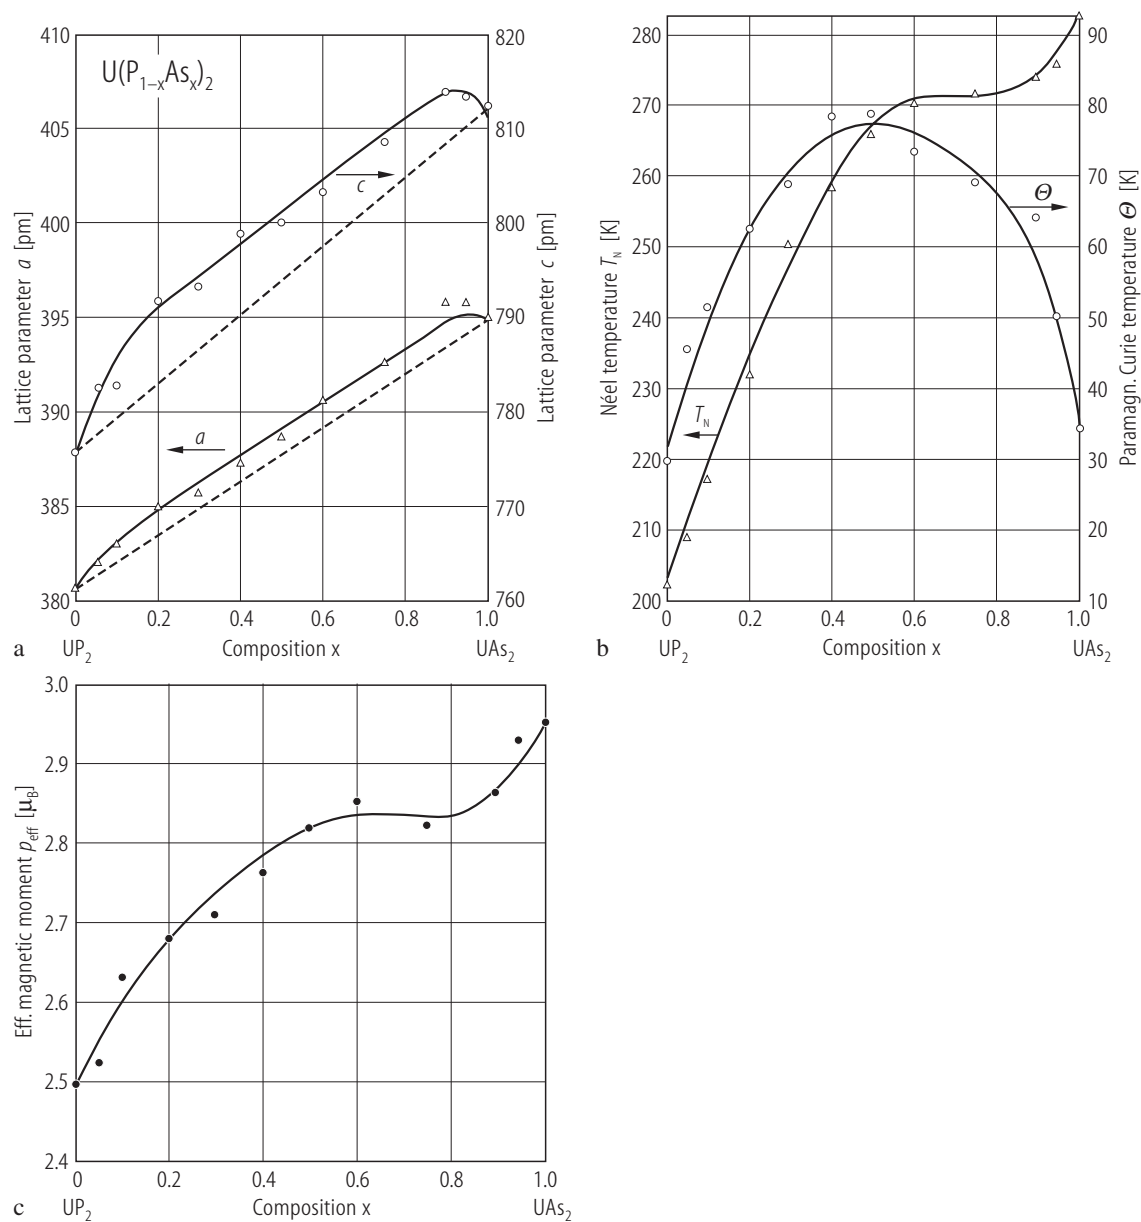 U(P1–xAsx)2
Lattice parameter a [pm]
410
405
400
395
390
385
380
Lattice parameter c [pm]
820
810
800
790
780
770
760
c
a
0 0.2 0.4 0.6 0.8 1.0
UP2 Composition x UAs2
a
Néel temperature TN [K]
280
270
260
250
240
230
220
210
200
Paramagn. Curie temperature Θ [K]
90
80
70
60
50
40
30
20
10
Θ
TN
0 0.2 0.4 0.6 0.8 1.0
UP2 Composition x UAs2
b
Eff. magnetic moment peff [μB]
3.0
2.9
2.8
2.7
2.6
2.5
2.4
0 0.2 0.4 0.6 0.8 1.0
UP2 Composition x UAs2
c